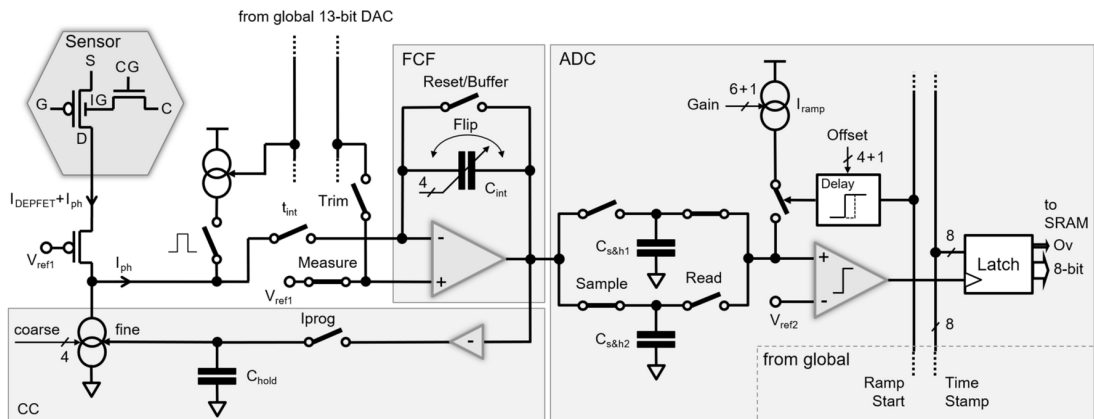 from global 13-bit DAC
Sensor
S
CG
G
IG
C
D
FCF
Reset/Buffer
Flip
4
C_int
ADC
6+1
Gain
I_ramp
Offset
4+1
Delay
I_DEPFET+I_ph
t_int
Trim
V_ref1
I_ph
Measure
V_ref1
-
+
C_s&h1
Sample
Read
C_s&h2
+
-
V_ref2
8
Latch
to
SRAM
Ov
8-bit
8
coarse
4
fine
Iprog
-
C_hold
CC
from global
Ramp
Start
Time
Stamp